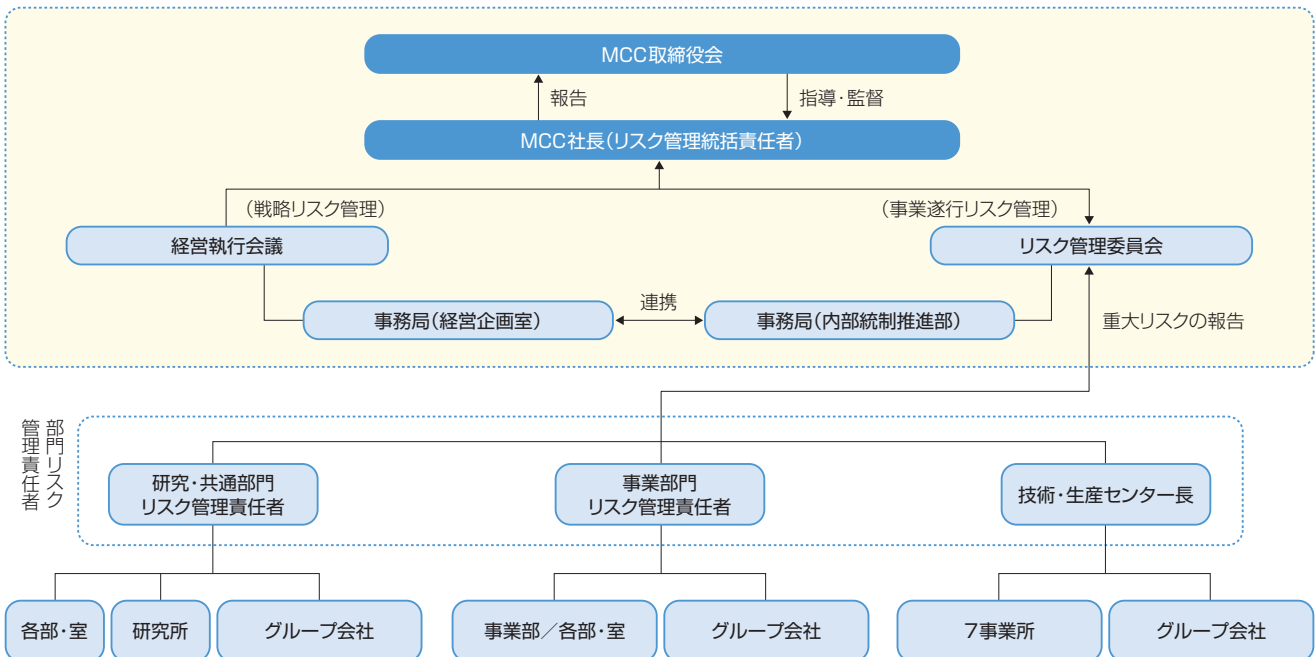 MCC取締役会
報告
指導・監督
MCC社長(リスク管理統括責任者)
(戦略リスク管理)
(事業遂行リスク管理)
経営執行会議
リスク管理委員会
事務局(経営企画室)
連携
事務局(内部統制推進部)
重大リスクの報告
部門リスク
管理責任者
研究・共通部門
リスク管理責任者
事業部門
リスク管理責任者
技術・生産センター長
各部・室
研究所
グループ会社
事業部／各部・室
グループ会社
7事業所
グループ会社